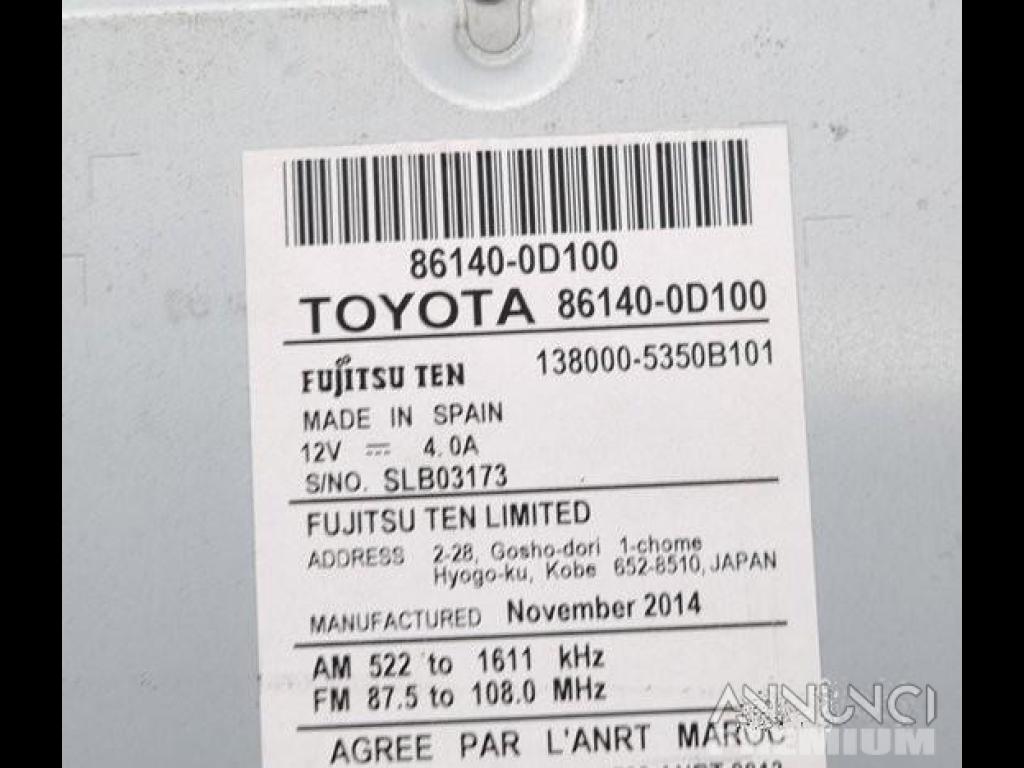 86140-0D100
TOYOTA 86140-0D100
FUJITSU TEN 138000-5350B101
MADE IN SPAIN
12V ⎓ 4.0A
S/NO. SLB03173
FUJITSU TEN LIMITED
ADDRESS 2-28, Gosho-dori 1-chome
Hyogo-ku, Kobe 652-8510, JAPAN
MANUFACTURED November 2014
AM 522 to 1611 kHz
FM 87.5 to 108.0 MHz
AGREE PAR L'ANRT MAROC
ANNUNCI
PREMIUM